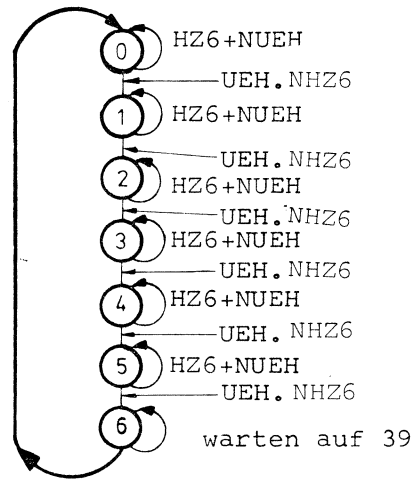 0 HZ6+NUEH
UEH.NHZ6
1 HZ6+NUEH
UEH.NHZ6
2 HZ6+NUEH
UEH.NHZ6
3 HZ6+NUEH
UEH.NHZ6
4 HZ6+NUEH
UEH.NHZ6
5 HZ6+NUEH
UEH.NHZ6
6 warten auf 39